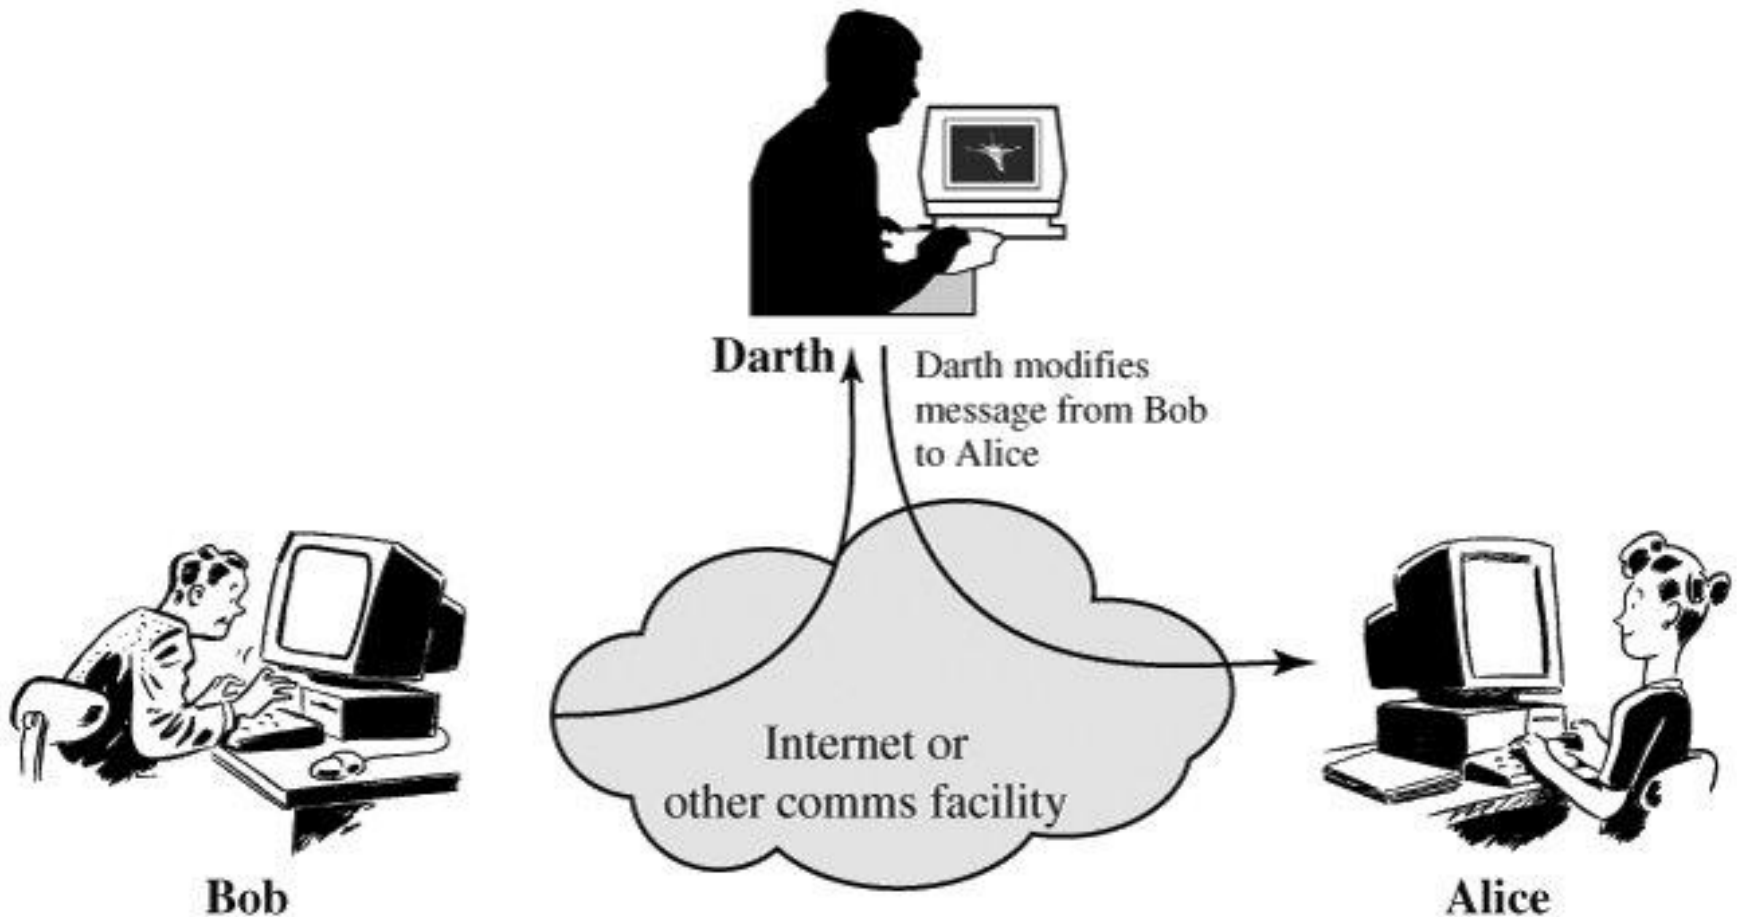 Darth
Darth modifies
message from Bob
to Alice
Internet or
other comms facility
Bob
Alice